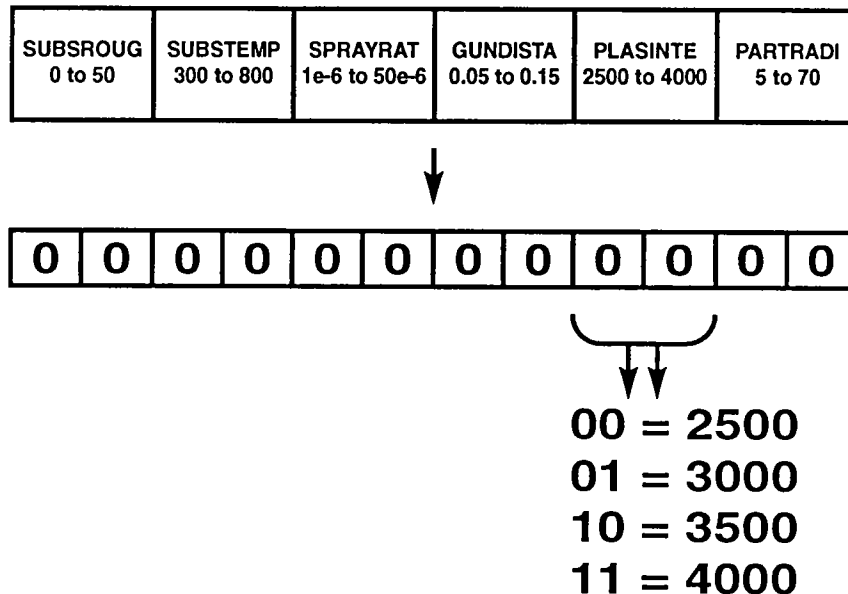 SUBSROUG SUBSTEMP SPRAYRAT GUNDISTA PLASINTE PARTRADI
0 to 50 300 to 800 1e-6 to 50e-6 0.05 to 0.15 2500 to 4000 5 to 70
0 0 0 0 0 0 0 0 0 0 0 0
00 = 2500
01 = 3000
10 = 3500
11 = 4000